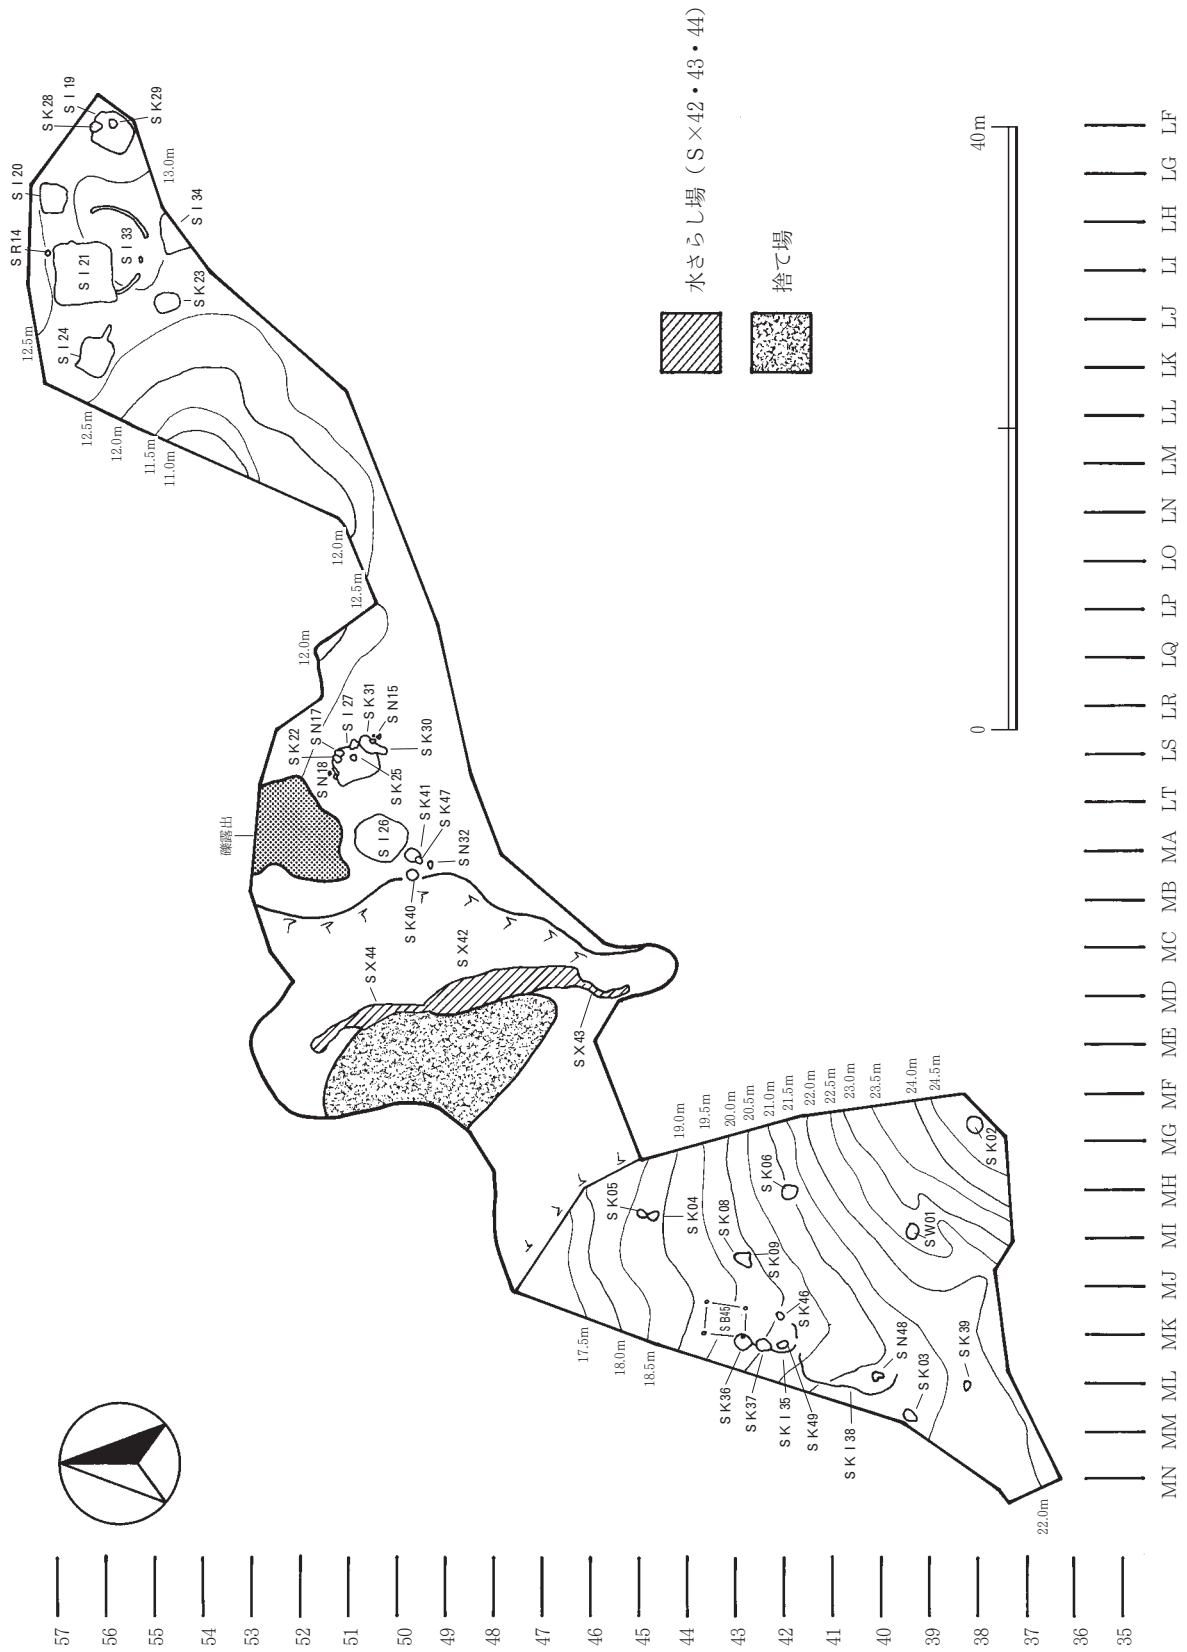 57
56
55
54
53
52
51
50
49
48
47
46
45
44
43
42
41
40
39
38
37
36
35
MN
MM
ML
MK
MJ
MI
MH
MG
MF
ME
MD
MC
MB
MA
LT
LS
LR
LQ
LP
LO
LN
LM
LL
LK
LJ
LI
LH
LG
LF
ＳＫ28
ＳＩ19
ＳＫ29
ＳＩ20
13.0m
ＳＩ34
ＳＲ14
ＳＩ21
ＳＩ33
ＳＫ23
ＳＩ24
12.5m
12.5m
12.0m
11.5m
11.0m
12.0m
12.5m
12.0m
ＳＫ22
ＳＮ17
ＳＩ27
ＳＫ31
ＳＮ15
ＳＫ30
ＳＮ18
ＳＫ25
ＳＫ41
ＳＫ47
ＳＩ26
ＳＮ32
ＳＫ40
礫露出
ＳＸ44
ＳＸ42
ＳＸ43
19.0m
19.5m
20.0m
20.5m
21.0m
21.5m
22.0m
22.5m
23.0m
23.5m
24.0m
24.5m
ＳＫ02
ＳＫ05
ＳＫ04
ＳＫ06
ＳＫ08
ＳＫ09
ＳＷ01
ＳＢ45
ＳＫ46
17.5m
18.0m
18.5m
ＳＫ36
ＳＫ37
ＳＫＩ35
ＳＫ49
ＳＫＩ38
ＳＮ48
ＳＫ03
ＳＫ39
22.0m
水さらし場（Ｓ×42・43・44）
捨て場
0
40m